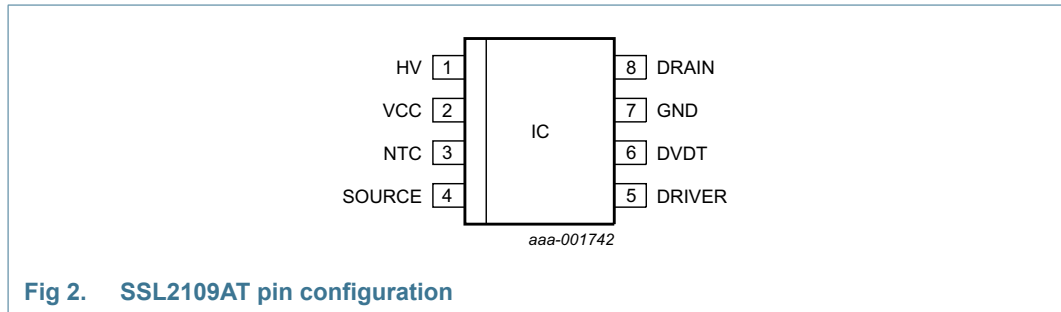 HV 1 8 DRAIN
VCC 2 7 GND
IC
NTC 3 6 DVDT
SOURCE 4 5 DRIVER
aaa-001742
Fig 2. SSL2109AT pin configuration